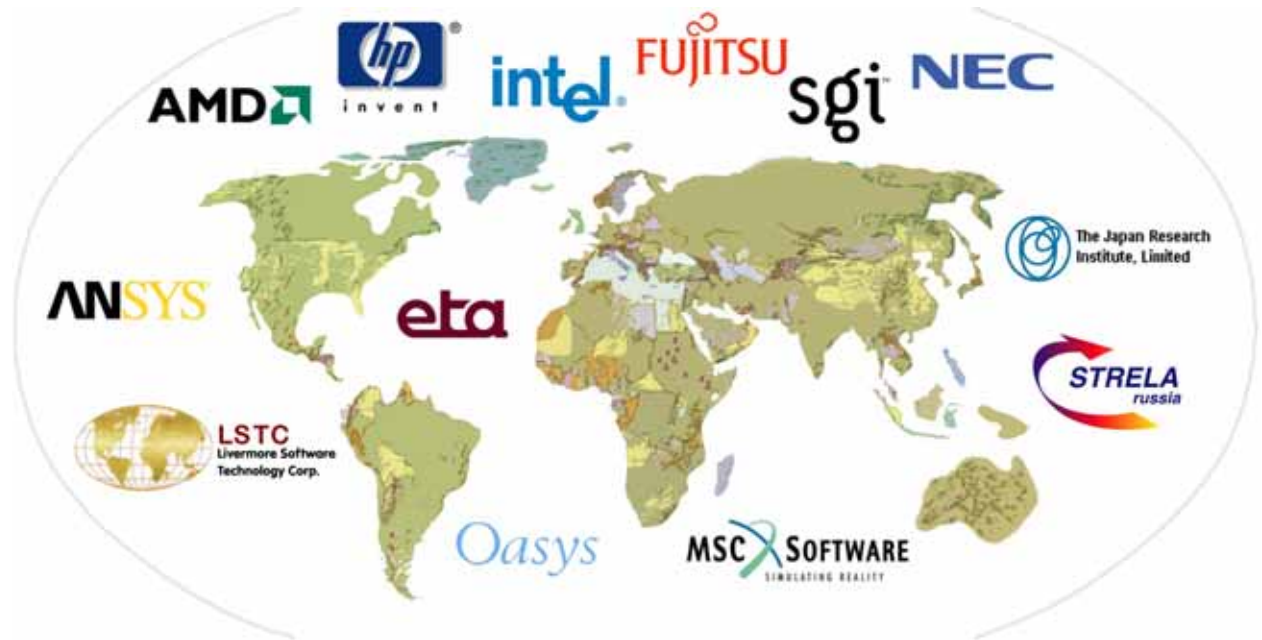 AMD
hp®
invent
intel®
FUJITSU
sgi™
NEC
The Japan Research
Institute, Limited
ANSYS
eta
STRELA
russia
LSTC
Livermore Software
Technology Corp.
Oasys
MSC SOFTWARE
SIMULATING REALITY